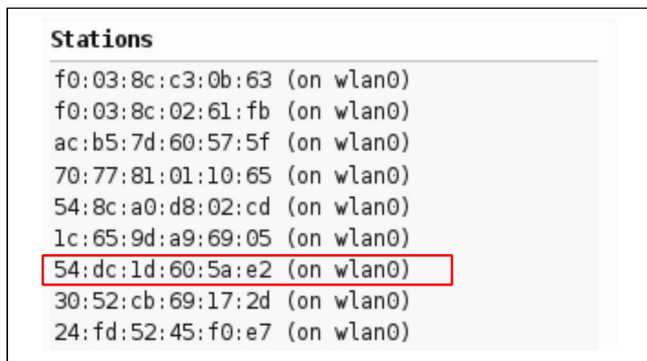 Stations
f0:03:8c:c3:0b:63 (on wlan0)
f0:03:8c:02:61:fb (on wlan0)
ac:b5:7d:60:57:5f (on wlan0)
70:77:81:01:10:65 (on wlan0)
54:8c:a0:d8:02:cd (on wlan0)
1c:65:9d:a9:69:05 (on wlan0)
54:dc:1d:60:5a:e2 (on wlan0)
30:52:cb:69:17:2d (on wlan0)
24:fd:52:45:f0:e7 (on wlan0)